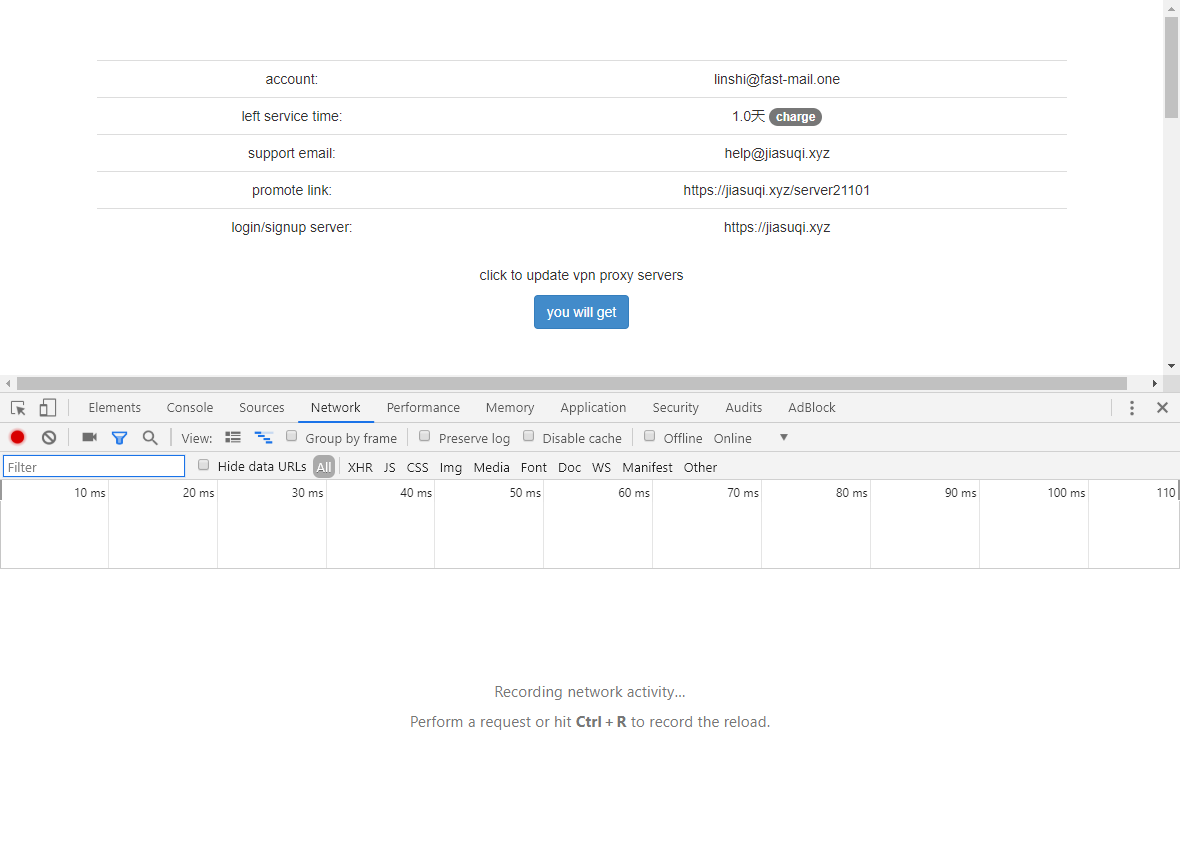 account: linshi@fast-mail.one
left service time: 1.0天 charge
support email: help@jiasuqi.xyz
promote link: https://jiasuqi.xyz/server21101
login/signup server: https://jiasuqi.xyz
click to update vpn proxy servers
you will get
Elements Console Sources Network Performance Memory Application Security Audits AdBlock
View: Group by frame Preserve log Disable cache Offline Online
Filter Hide data URLs All XHR JS CSS Img Media Font Doc WS Manifest Other
10 ms 20 ms 30 ms 40 ms 50 ms 60 ms 70 ms 80 ms 90 ms 100 ms 110
Recording network activity...
Perform a request or hit Ctrl + R to record the reload.